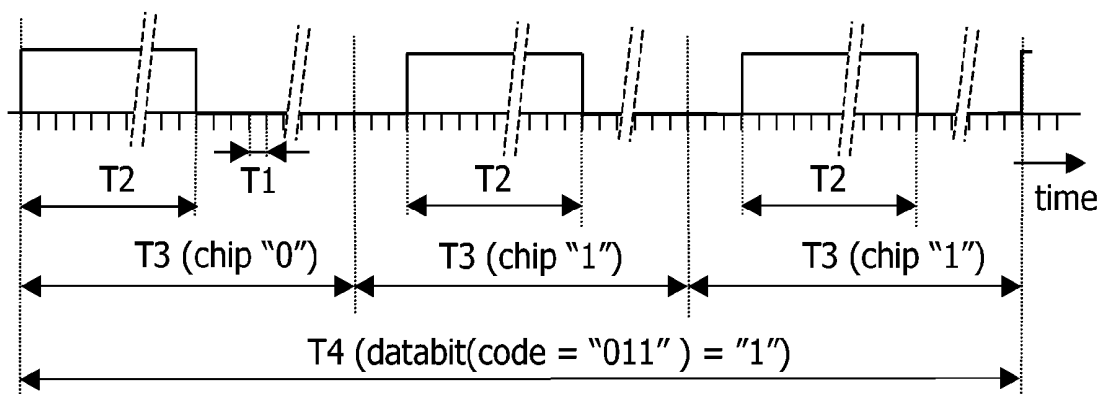 T2 T1 T2 T2 time
T3 (chip “0”) T3 (chip “1”) T3 (chip “1”)
T4 (databit(code = “011” ) = ”1”)